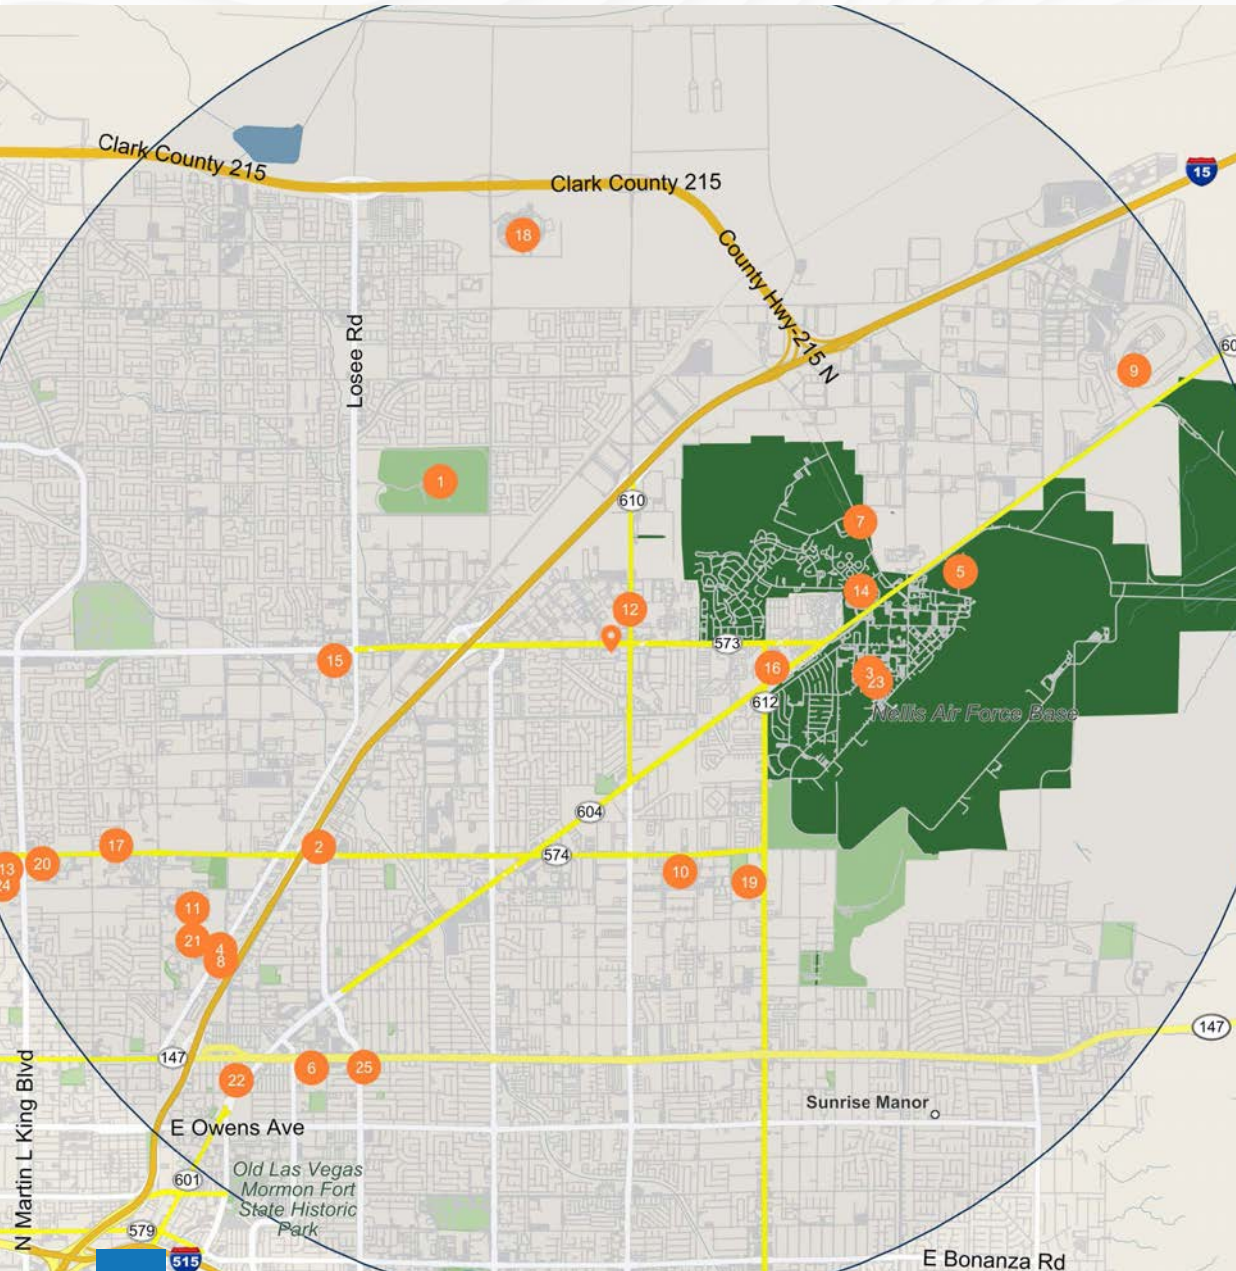 Clark County 215
Clark County 215
15
18
County Hwy-215 N
Losee Rd
60
9
1
610
7
5
14
12
573
15
16
3
23
612
Nellis Air Force Base
604
17
2
574
13
20
10
24
19
11
21
4
8
147
147
6
25
22
N Martin L King Blvd
Sunrise Manor
E Owens Ave
601
Old Las Vegas
Mormon Fort
State Historic
Park
579
515
E Bonanza Rd